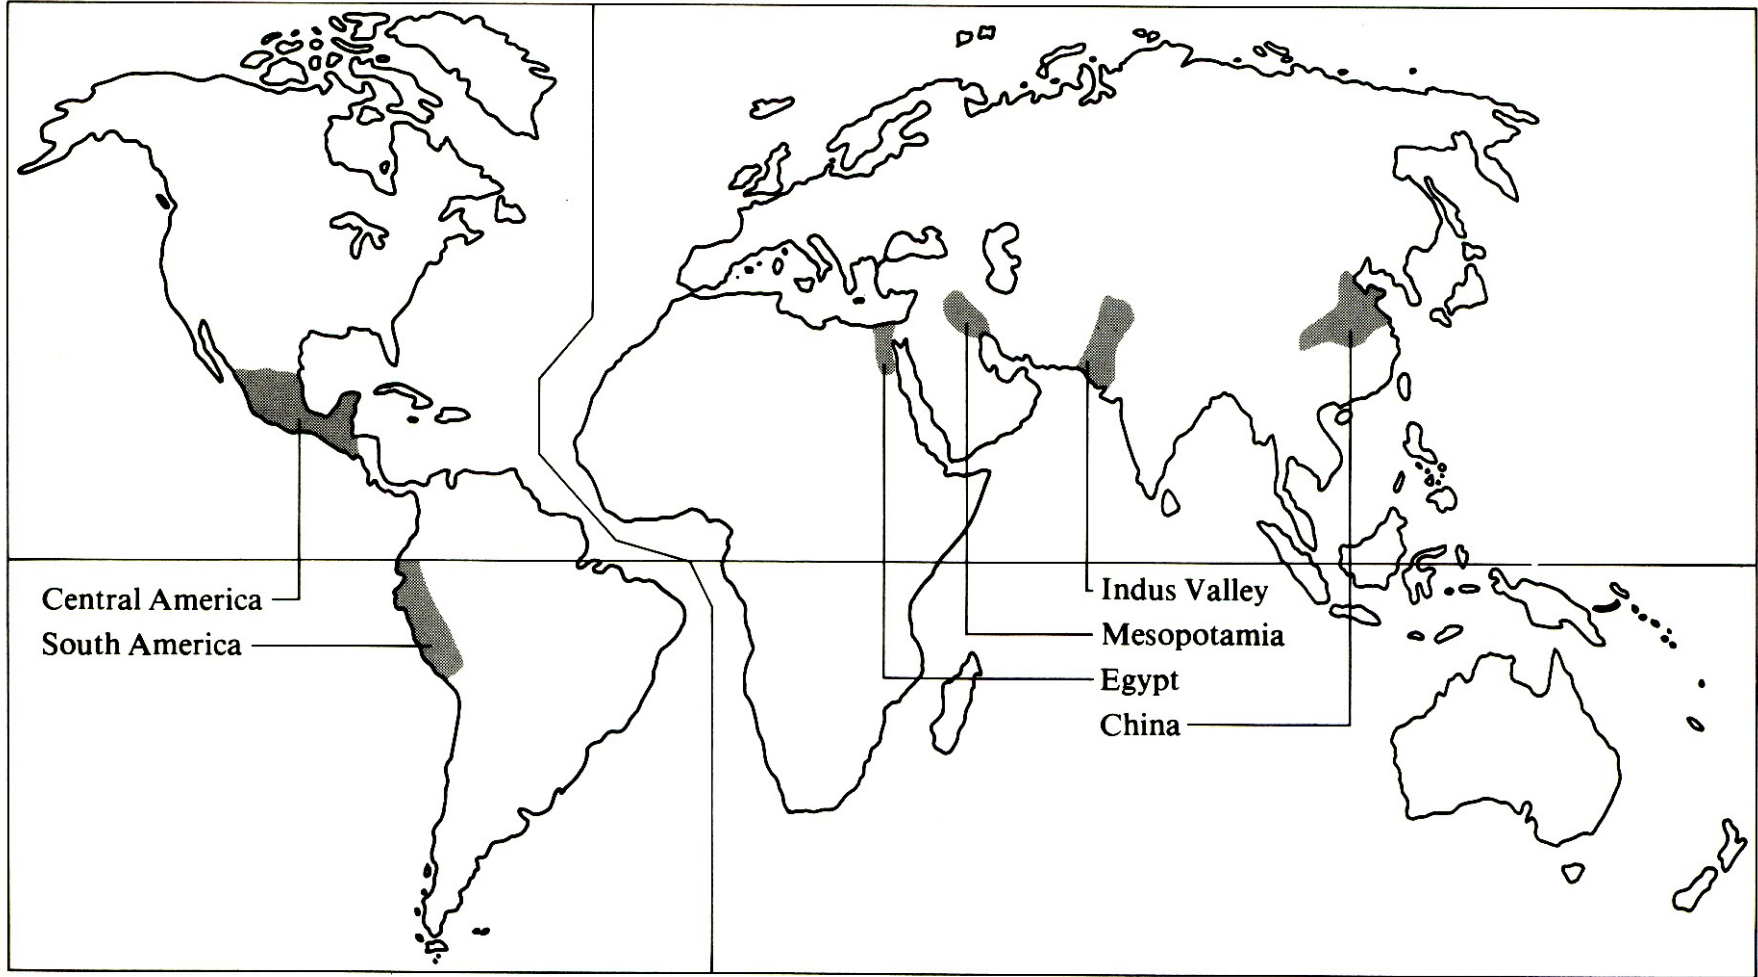 Central America
South America
Indus Valley
Mesopotamia
Egypt
China